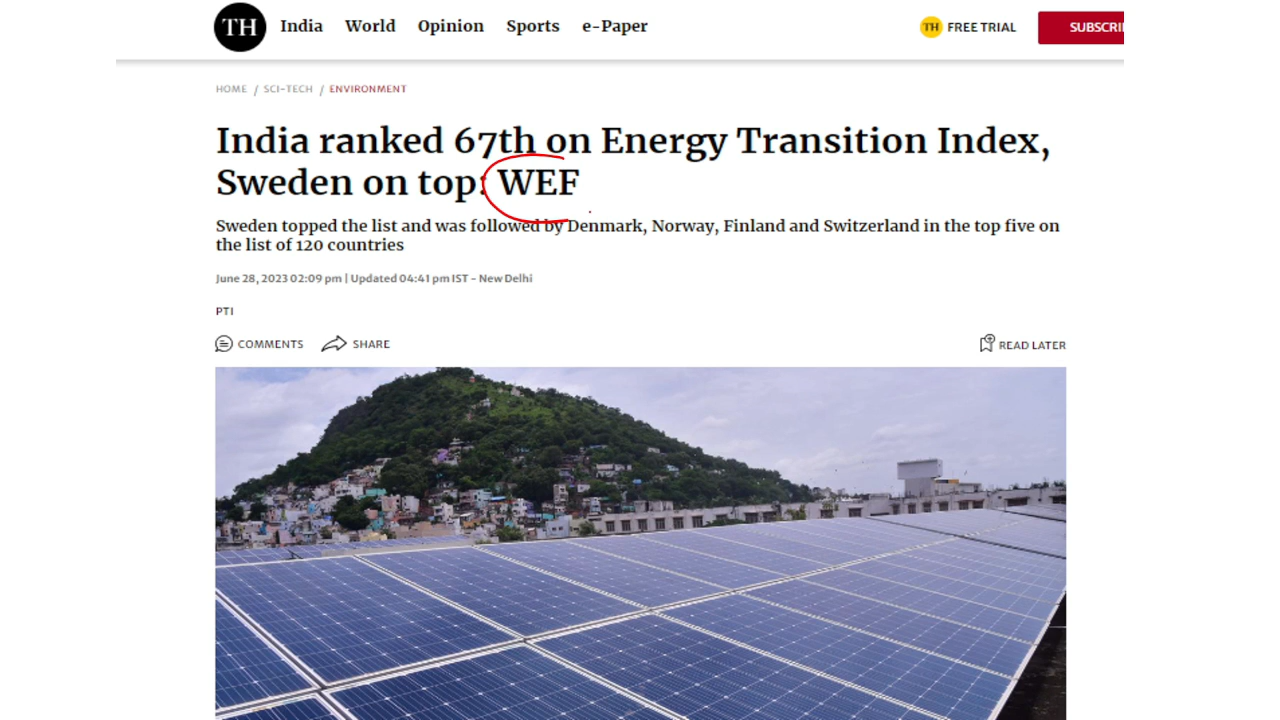 TH India World Opinion Sports e-Paper TH FREE TRIAL SUBSCRI
HOME / SCI-TECH / ENVIRONMENT
India ranked 67th on Energy Transition Index,
Sweden on top: WEF
Sweden topped the list and was followed by Denmark, Norway, Finland and Switzerland in the top five on
the list of 120 countries
June 28, 2023 02:09 pm | Updated 04:41 pm IST - New Delhi
PTI
COMMENTS SHARE READ LATER